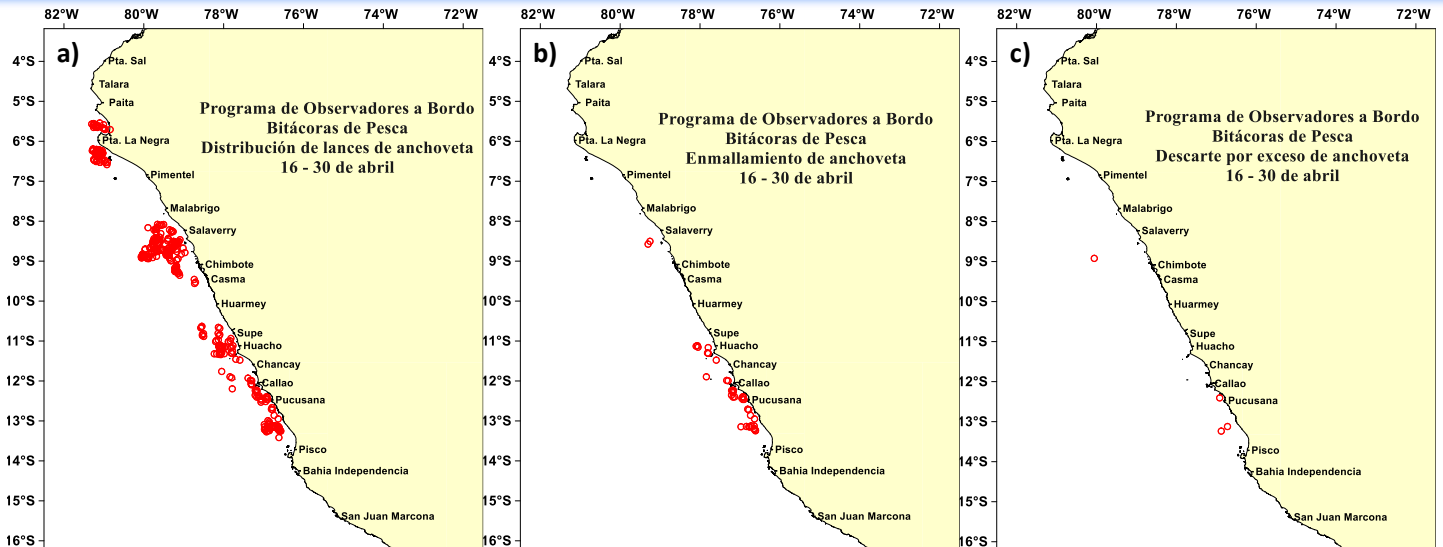 82°W 80°W 78°W 76°W 74°W 72°W
a)
4°S
5°S
6°S
7°S
8°S
9°S
10°S
11°S
12°S
13°S
14°S
15°S
16°S
Programa de Observadores a Bordo
Bitácoras de Pesca
Distribución de lances de anchoveta
16 - 30 de abril
Pta. Sal
Talara
Paita
Pta. La Negra
Pimentel
Malabrigo
Salaverry
Chimbote
Casma
Huarmey
Supe
Huacho
Chancay
Callao
Pucusana
Pisco
Bahia Independencia
San Juan Marcona
82°W 80°W 78°W 76°W 74°W 72°W
b)
4°S
5°S
6°S
7°S
8°S
9°S
10°S
11°S
12°S
13°S
14°S
15°S
16°S
Programa de Observadores a Bordo
Bitácoras de Pesca
Enmallamiento de anchoveta
16 - 30 de abril
Pta. Sal
Talara
Paita
Pta. La Negra
Pimentel
Malabrigo
Salaverry
Chimbote
Casma
Huarmey
Supe
Huacho
Chancay
Callao
Pucusana
Pisco
Bahia Independencia
San Juan Marcona
82°W 80°W 78°W 76°W 74°W 72°W
c)
4°S
5°S
6°S
7°S
8°S
9°S
10°S
11°S
12°S
13°S
14°S
15°S
16°S
Programa de Observadores a Bordo
Bitácoras de Pesca
Descarte por exceso de anchoveta
16 - 30 de abril
Pta. Sal
Talara
Paita
Pta. La Negra
Pimentel
Malabrigo
Salaverry
Chimbote
Casma
Huarmey
Supe
Huacho
Chancay
Callao
Pucusana
Pisco
Bahia Independencia
San Juan Marcona